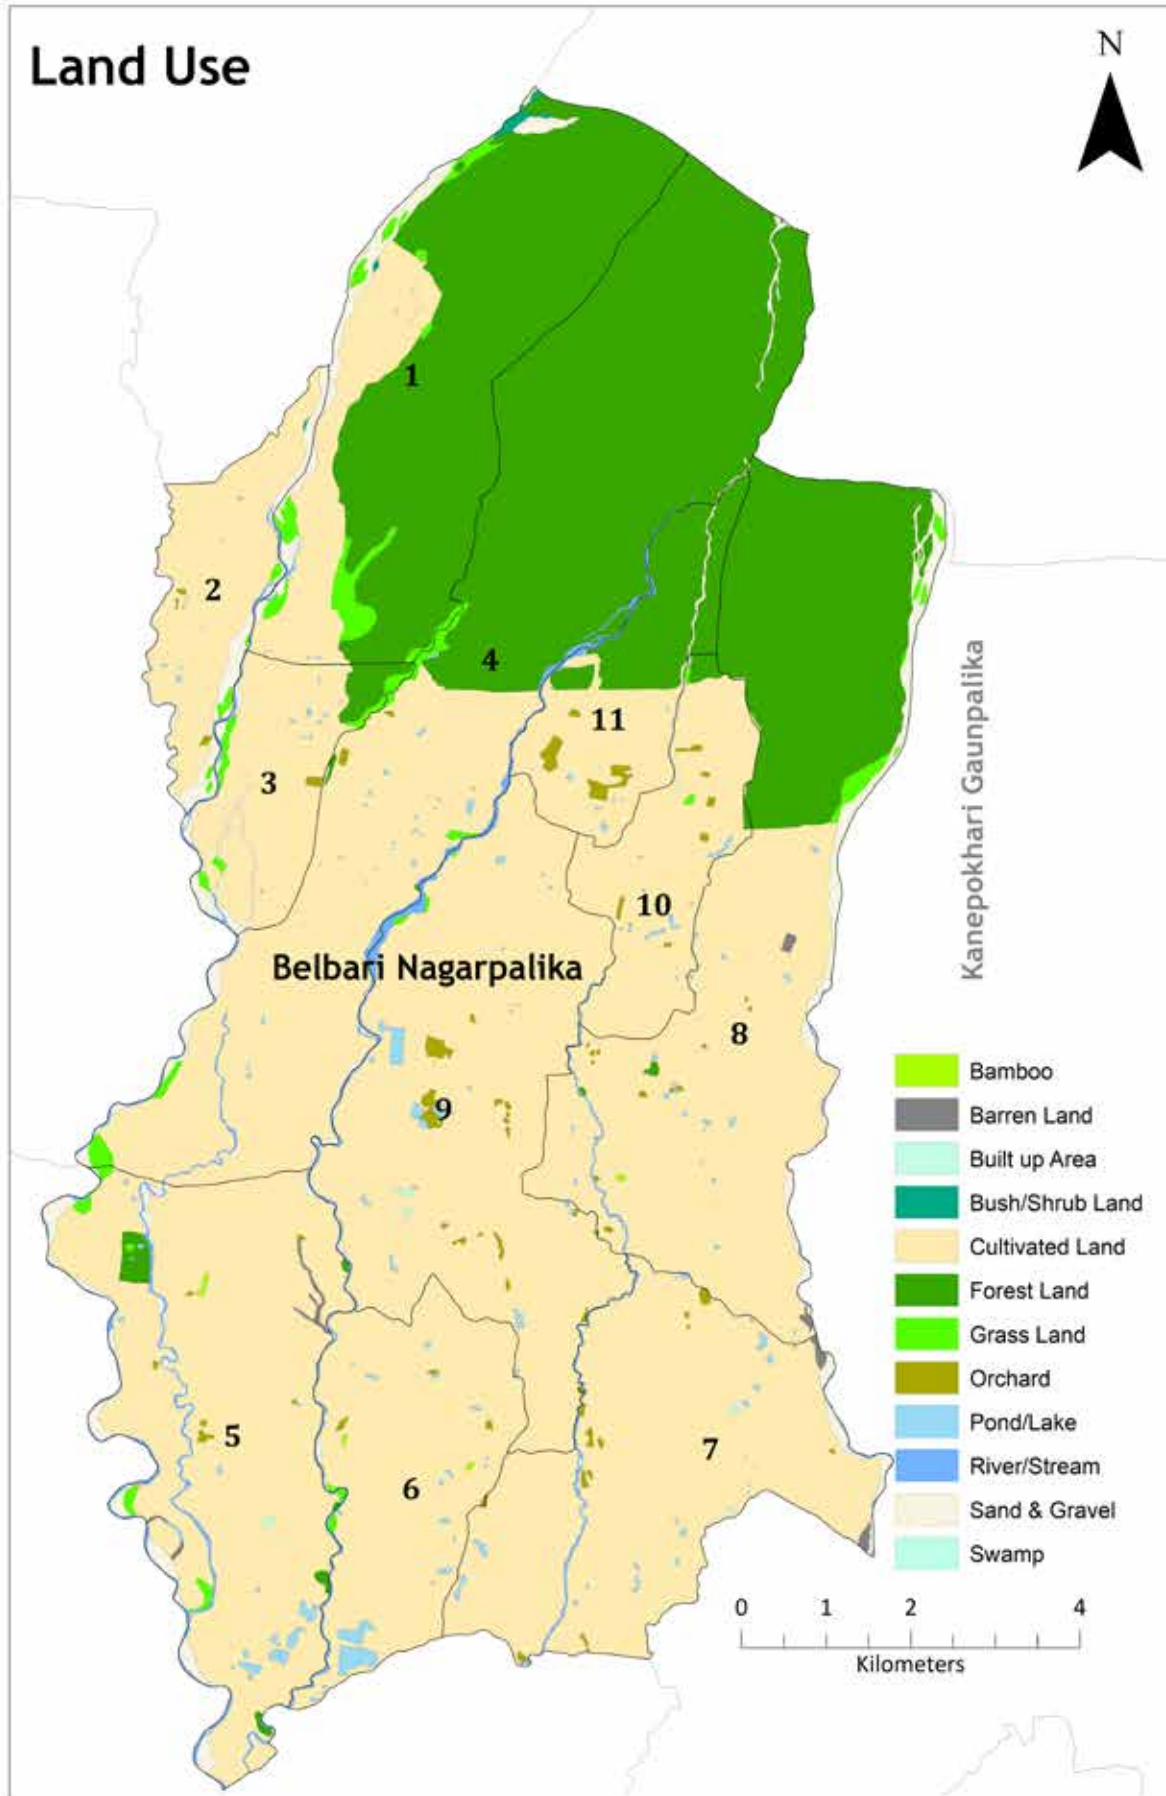 Land Use
N
1
2
4
11
3
10
Belbari Nagarpalika
8
9
5
7
6
Kanepokhari Gaunpalika
Bamboo
Barren Land
Built up Area
Bush/Shrub Land
Cultivated Land
Forest Land
Grass Land
Orchard
Pond/Lake
River/Stream
Sand & Gravel
Swamp
0 1 2 4
Kilometers